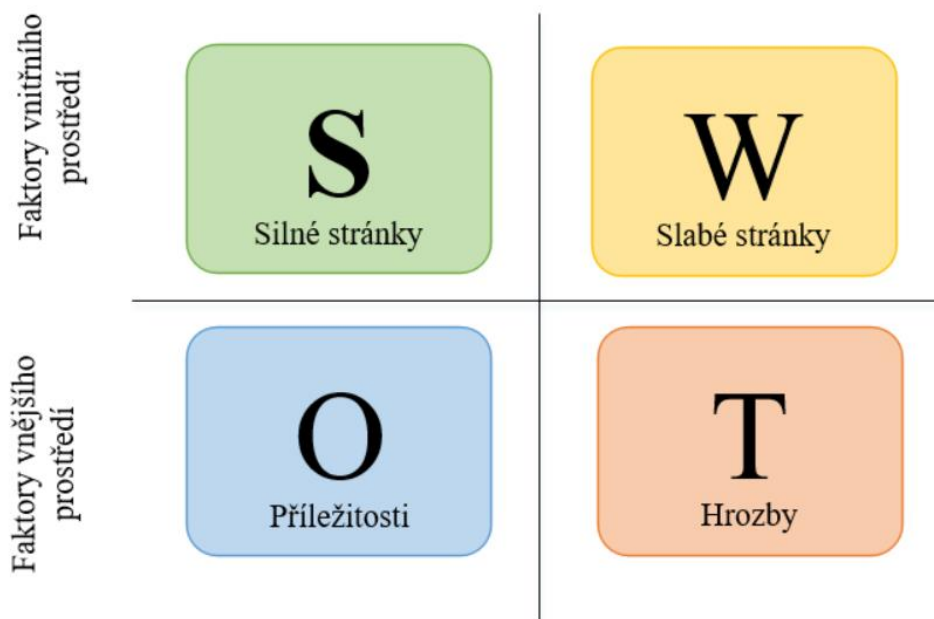 Faktory vnitřního
prostředí
S
Silné stránky
W
Slabé stránky
Faktory vnějšího
prostředí
O
Příležitosti
T
Hrozby